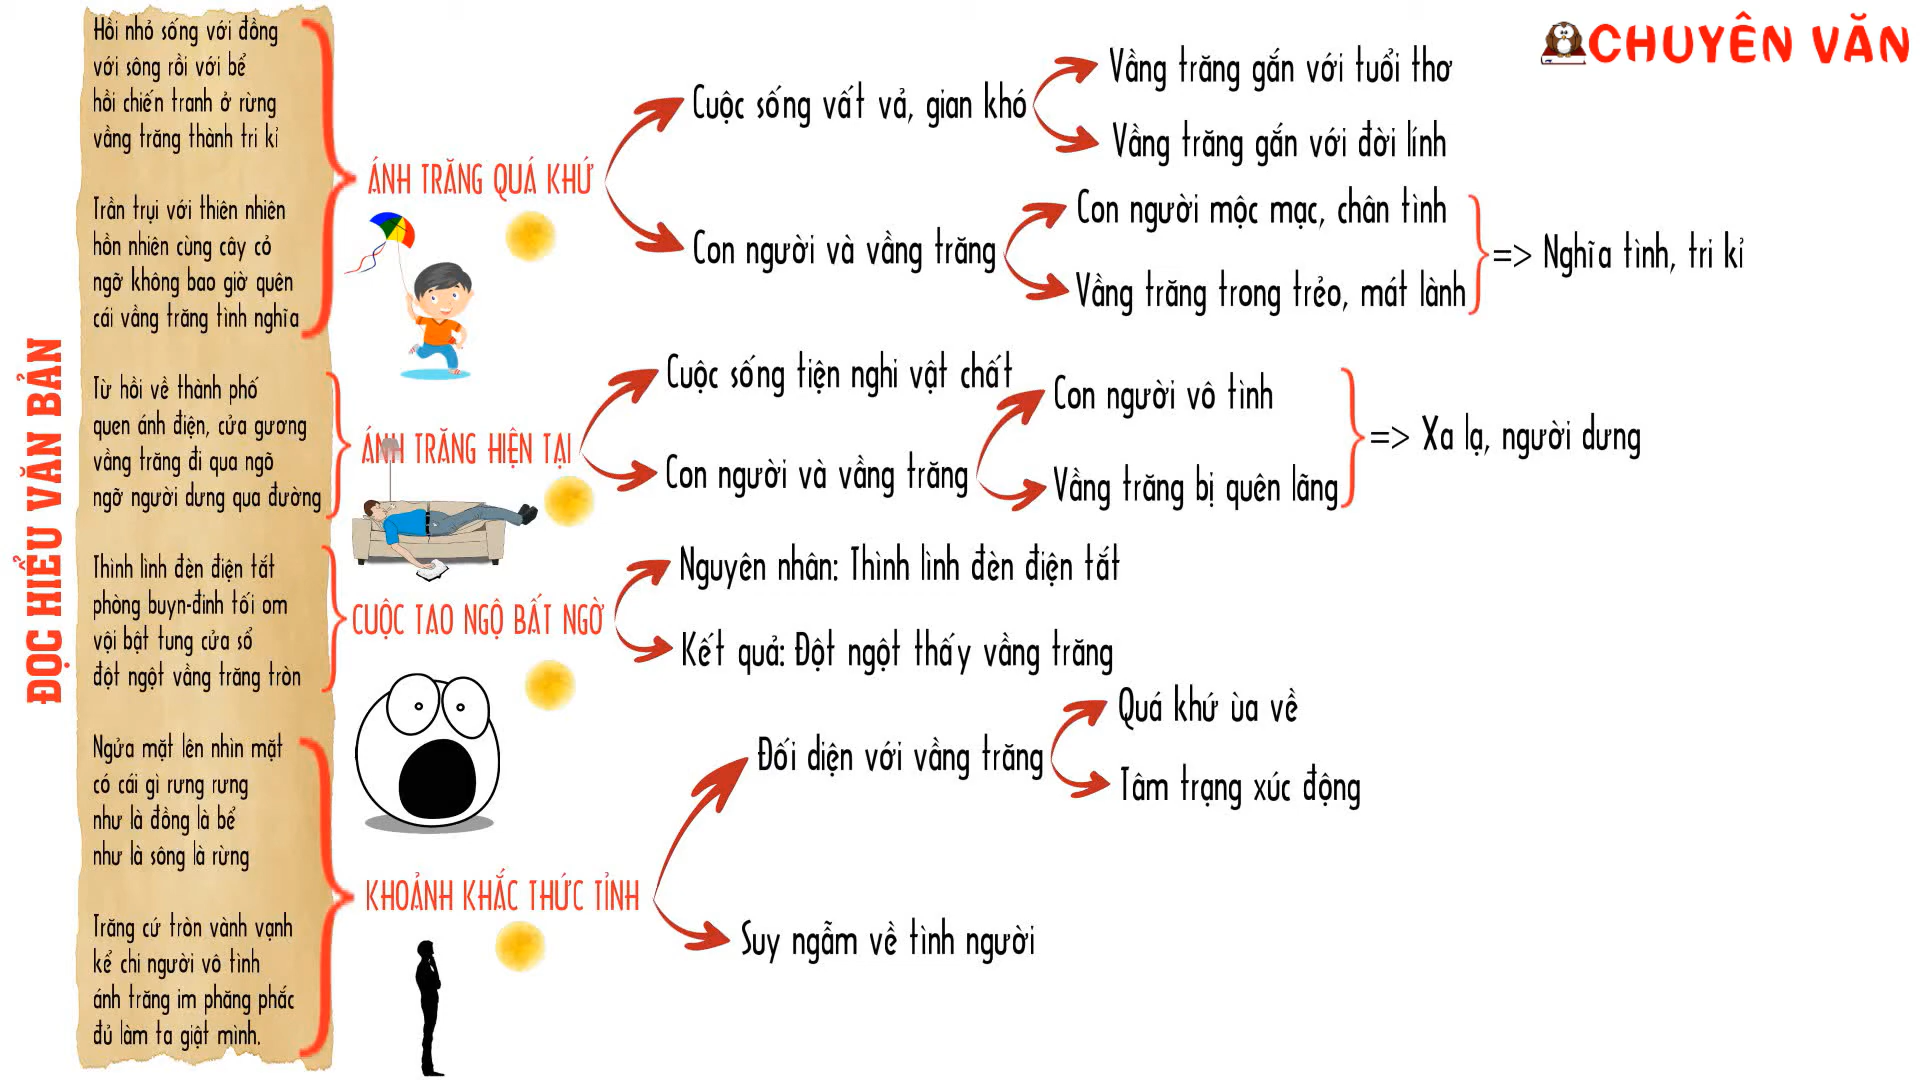 CHUYÊN VĂN
ĐỌC HIỂU VĂN BẢN
Hồi nhỏ sống với đồng
với sông rồi với bể
hồi chiến tranh ở rừng
vầng trăng thành tri kỉ
Trần trụi với thiên nhiên
hồn nhiên cùng cây cỏ
ngỡ không bao giờ quên
cái vầng trăng tình nghĩa
Từ hồi về thành phố
quen ánh điện, cửa gương
vầng trăng đi qua ngõ
ngỡ người dưng qua đường
Thình lình đèn điện tắt
phòng buyn-đinh tối om
vội bật tung cửa sổ
đột ngột vầng trăng tròn
Ngửa mặt lên nhìn mặt
có cái gì rưng rưng
như là đồng là bể
như là sông là rừng
Trăng cứ tròn vành vạnh
kể chi người vô tình
ánh trăng im phăng phắc
đủ làm ta giật mình.
ÁNH TRĂNG QUÁ KHỨ
Cuộc sống vất vả, gian khó
Vầng trăng gắn với tuổi thơ
Vầng trăng gắn với đời lính
Con người và vầng trăng
Con người mộc mạc, chân tình
Vầng trăng trong trẻo, mát lành
=> Nghĩa tình, tri kỉ
ÁNH TRĂNG HIỆN TẠI
Cuộc sống tiện nghi vật chất
Con người và vầng trăng
Con người vô tình
Vầng trăng bị quên lãng
=> Xa lạ, người dưng
CUỘC TAO NGỘ BẤT NGỜ
Nguyên nhân: Thình lình đèn điện tắt
Kết quả: Đột ngột thấy vầng trăng
KHOẢNH KHẮC THỨC TỈNH
Đối diện với vầng trăng
Quá khứ ùa về
Tâm trạng xúc động
Suy ngẫm về tình người